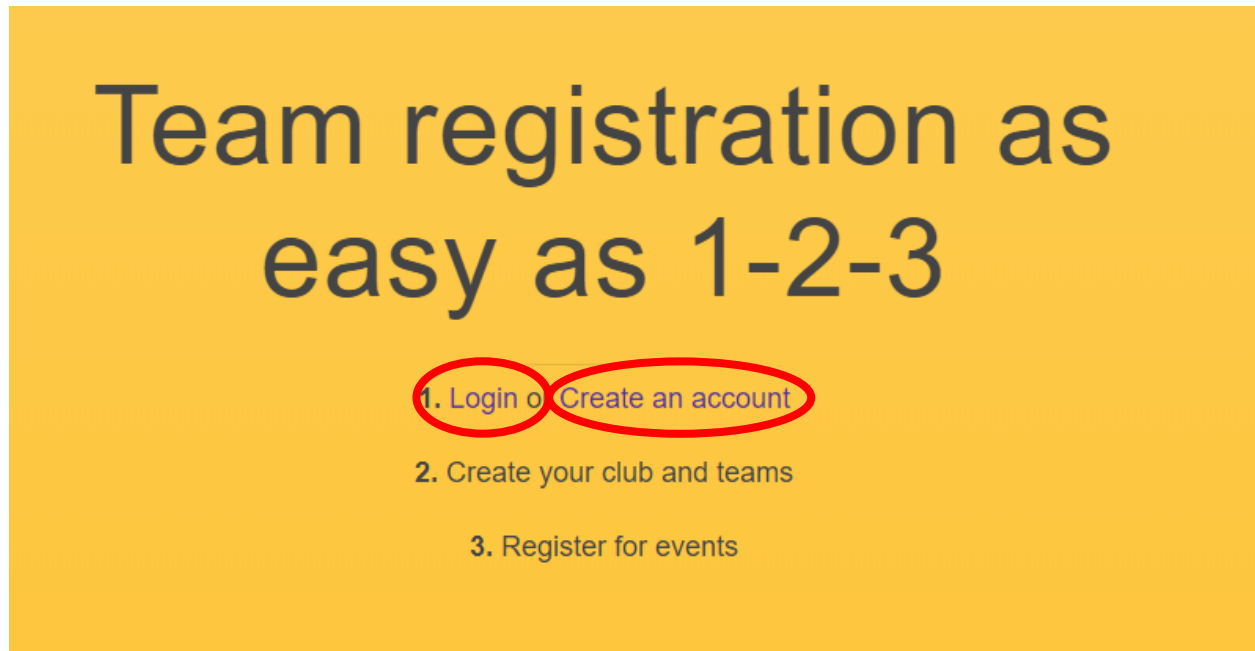 Team registration as
easy as 1-2-3
1. Login o Create an account
2. Create your club and teams
3. Register for events